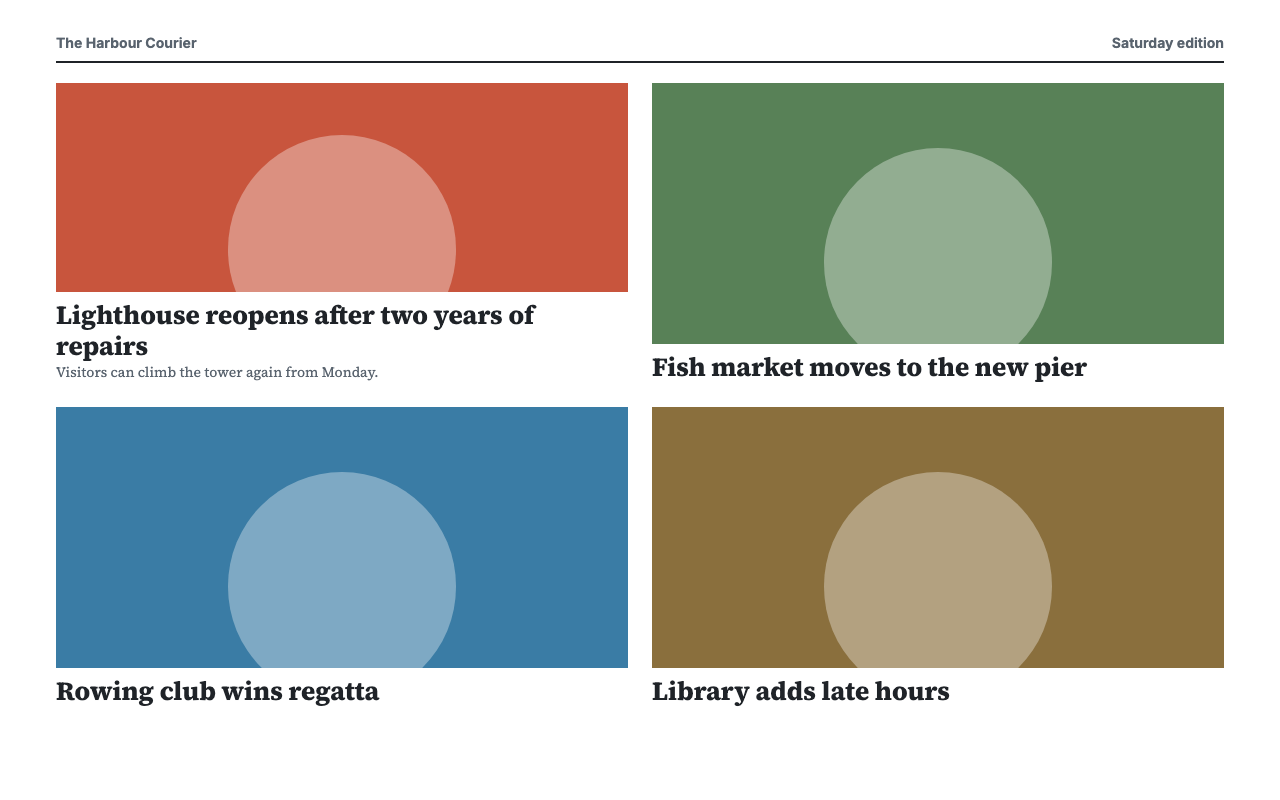 The Harbour Courier
Saturday edition
Lighthouse reopens after two years of
repairs
Visitors can climb the tower again from Monday.
Fish market moves to the new pier
Rowing club wins regatta
Library adds late hours